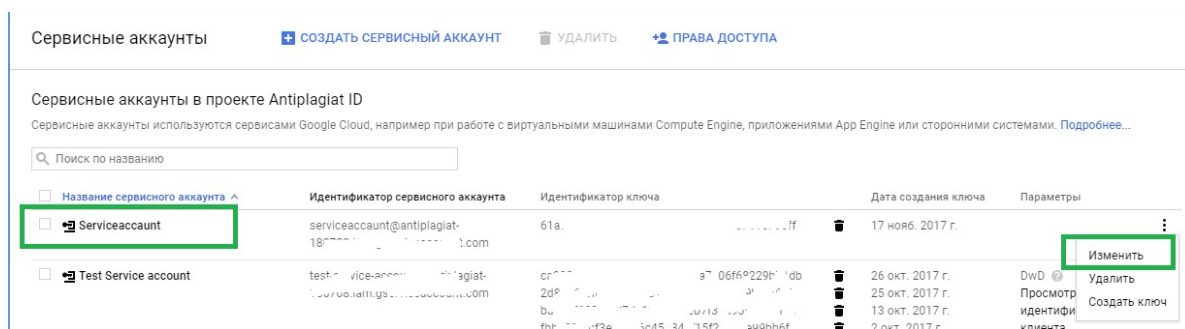 Сервисные аккаунты СОЗДАТЬ СЕРВИСНЫЙ АККАУНТ УДАЛИТЬ ПРАВА ДОСТУПА
Сервисные аккаунты в проекте Antiplagiat ID
Сервисные аккаунты используются сервисами Google Cloud, например при работе с виртуальными машинами Compute Engine, приложениями App Engine или сторонними системами. Подробнее...
Поиск по названию
Название сервисного аккаунта Идентификатор сервисного аккаунта Идентификатор ключа Дата создания ключа Параметры
Serviceaccaunt serviceaccaunt@antiplagiat- 61a. 17 нояб. 2017 г.
Изменить
Test Service account 26 окт. 2017 г. DwD
Удалить
25 окт. 2017 г. Просмотр
Создать ключ
13 окт. 2017 г. идентифи
2 окт. 2017 г. клиента